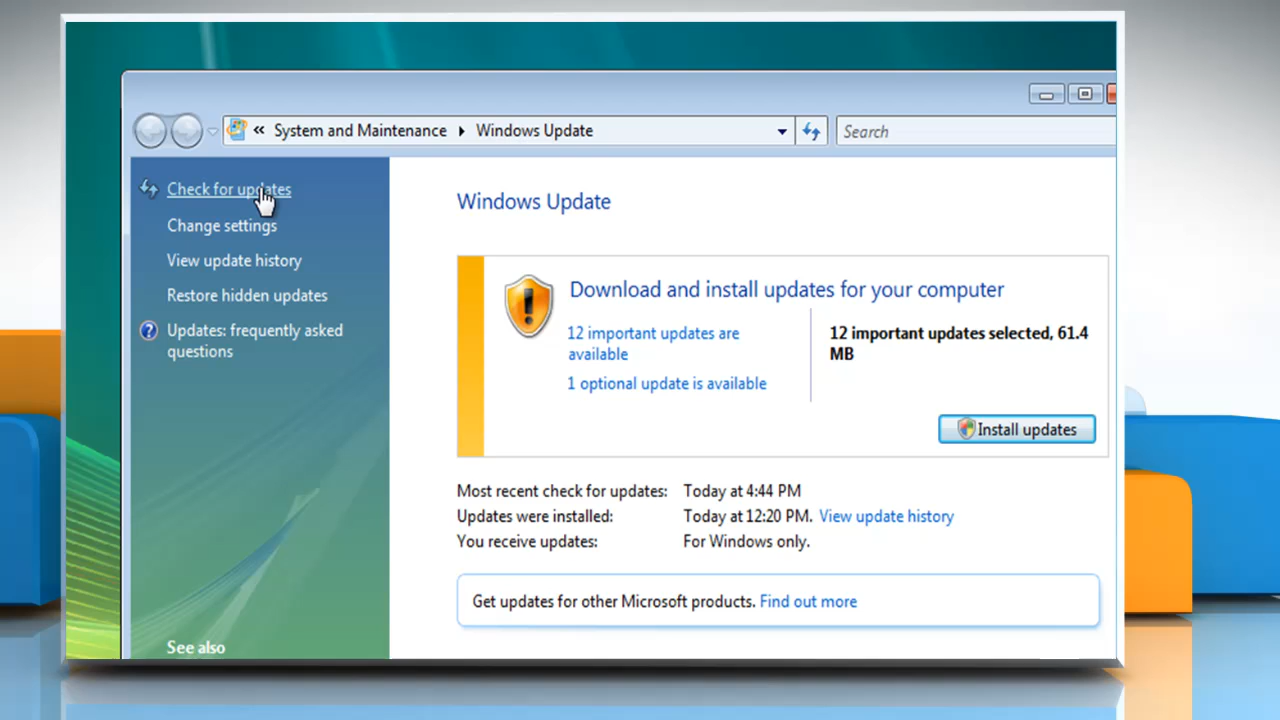 « System and Maintenance ▸ Windows Update
Search
Check for updates
Change settings
View update history
Restore hidden updates
Updates: frequently asked
questions
See also
Windows Update
Download and install updates for your computer
12 important updates are
available
1 optional update is available
12 important updates selected, 61.4
MB
Install updates
Most recent check for updates: Today at 4:44 PM
Updates were installed: Today at 12:20 PM. View update history
You receive updates: For Windows only.
Get updates for other Microsoft products. Find out more